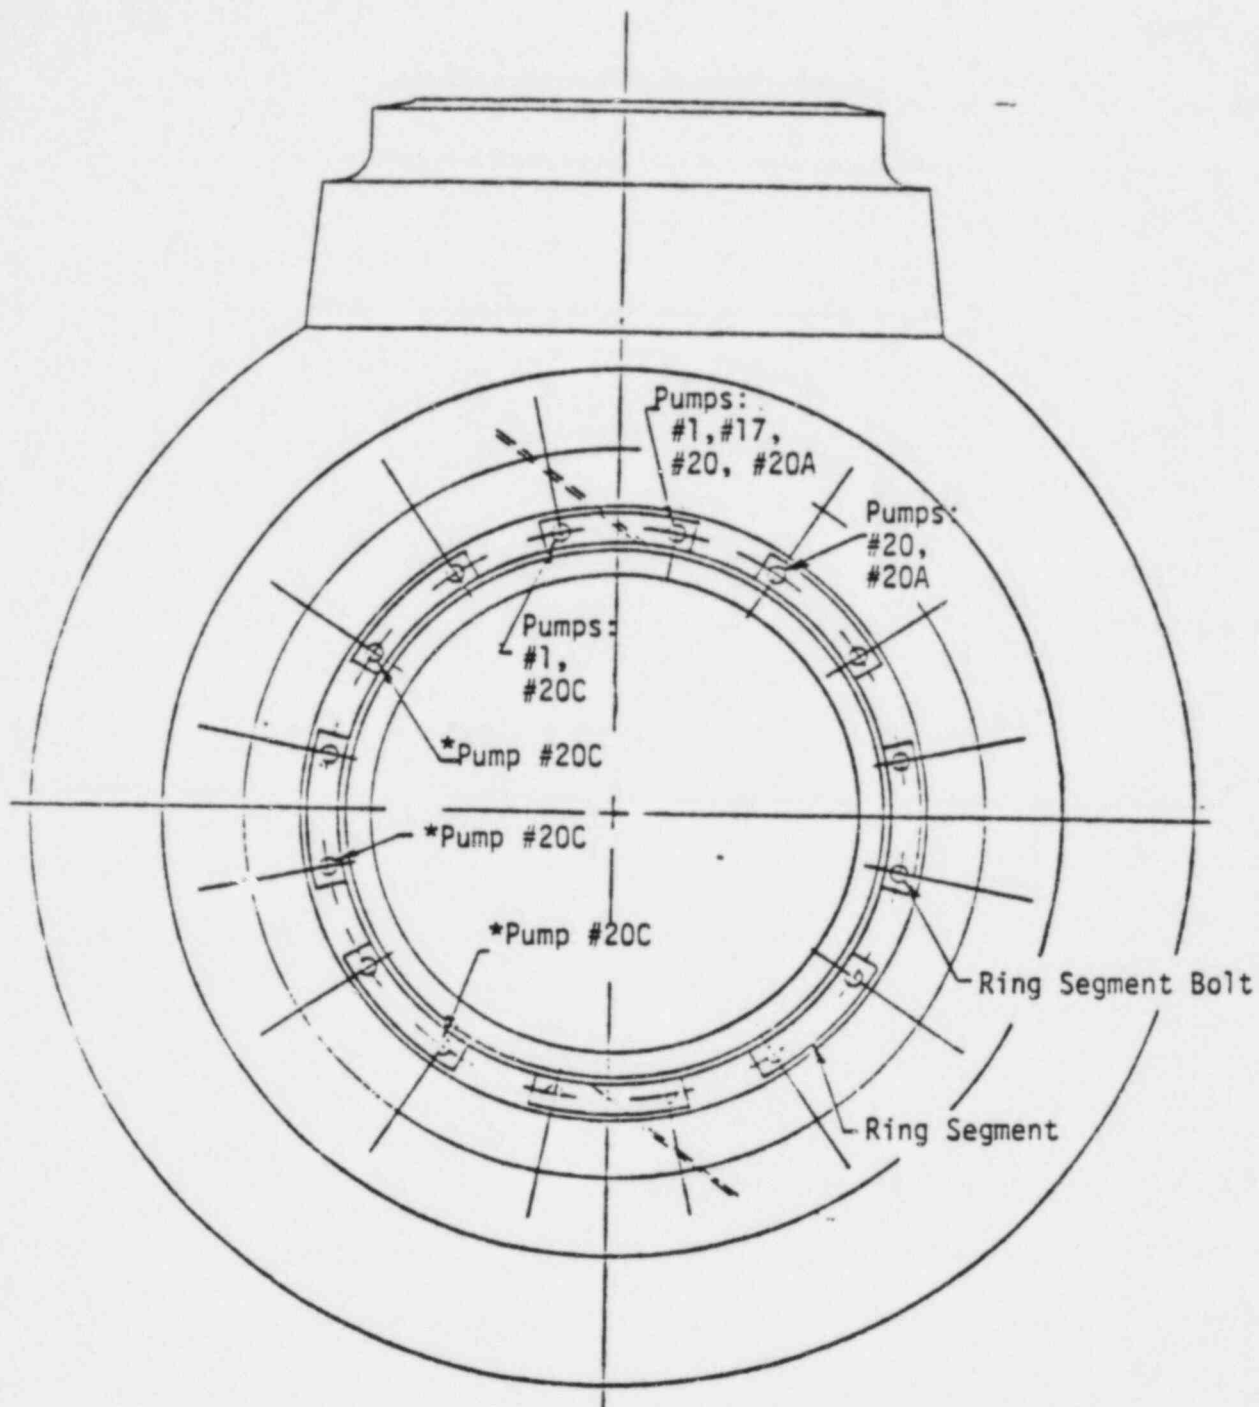 Pumps:
#1,#17,
#20, #20A
Pumps:
#20,
#20A
Pumps:
#1,
#20C
*Pump #20C
*Pump #20C
*Pump #20C
Ring Segment Bolt
Ring Segment